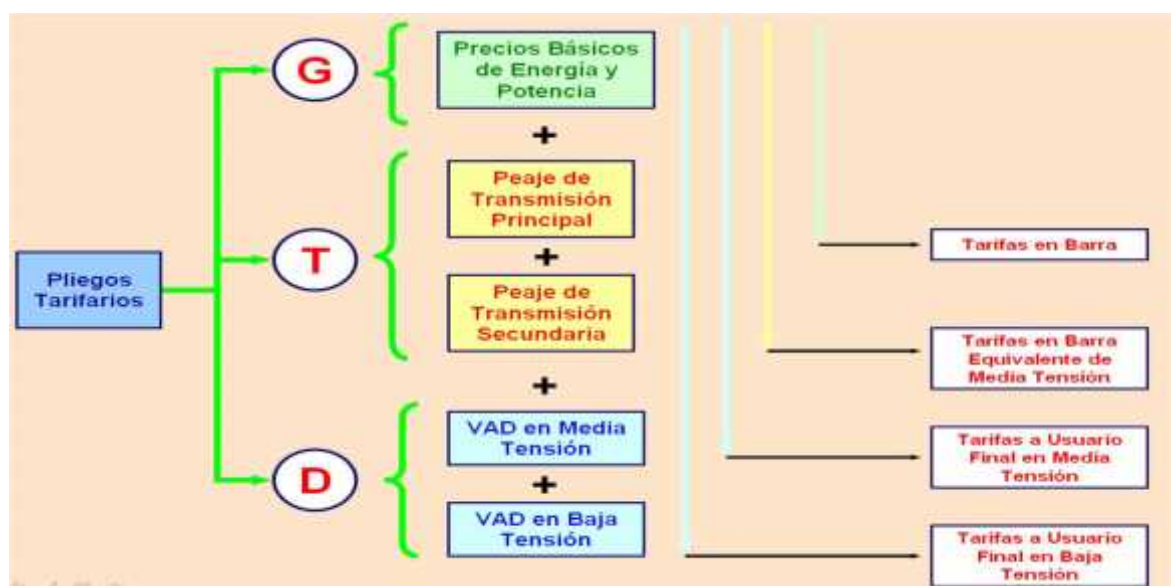 Pliegos
Tarifarios
G
Precios Básicos
de Energía y
Potencia
+
T
Peaje de
Transmisión
Principal
+
Peaje de
Transmisión
Secundaria
+
D
VAD en Media
Tensión
+
VAD en Baja
Tensión
Tarifas en Barra
Tarifas en Barra
Equivalente de
Media Tensión
Tarifas a Usuario
Final en Media
Tensión
Tarifas a Usuario
Final en Baja
Tensión